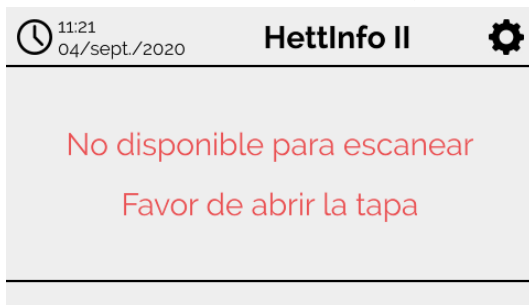 11:21
04/sept./2020
HettInfo II
No disponible para escanear
Favor de abrir la tapa